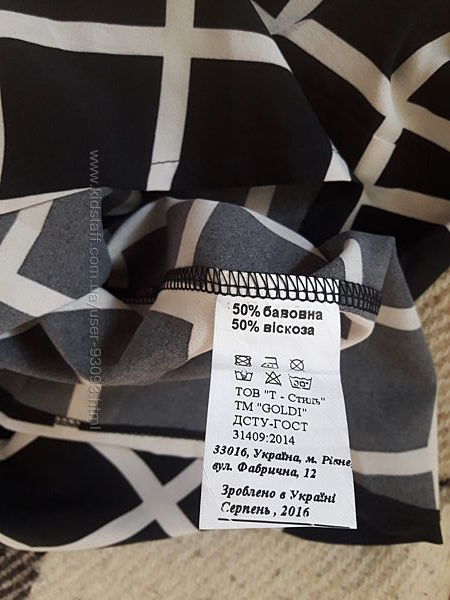 50% бавовна
50% віскоза
ТОВ "Т - Стиль"
ТМ "GOLDI"
ДСТУ-ГОСТ
31409:2014
33016, Україна, м. Рівне
вул. Фабрична, 12
Зроблено в Україні
Серпень, 2016